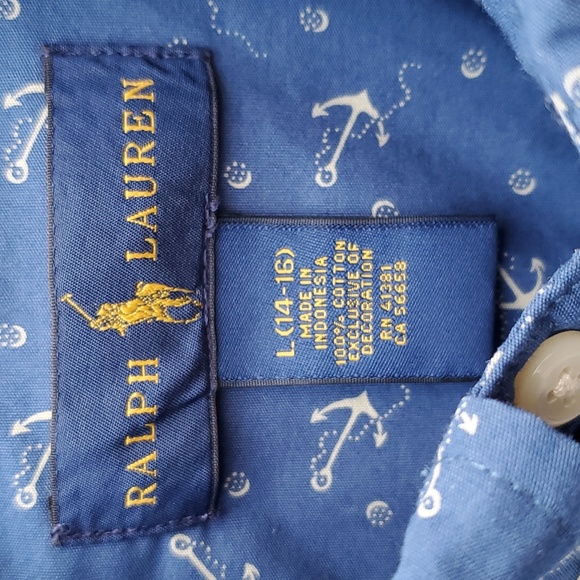 RALPH LAUREN
L (14-16)
MADE IN
INDONESIA
100% COTTON
EXCLUSIVE OF
DECORATION
RN 41381
CA 56658